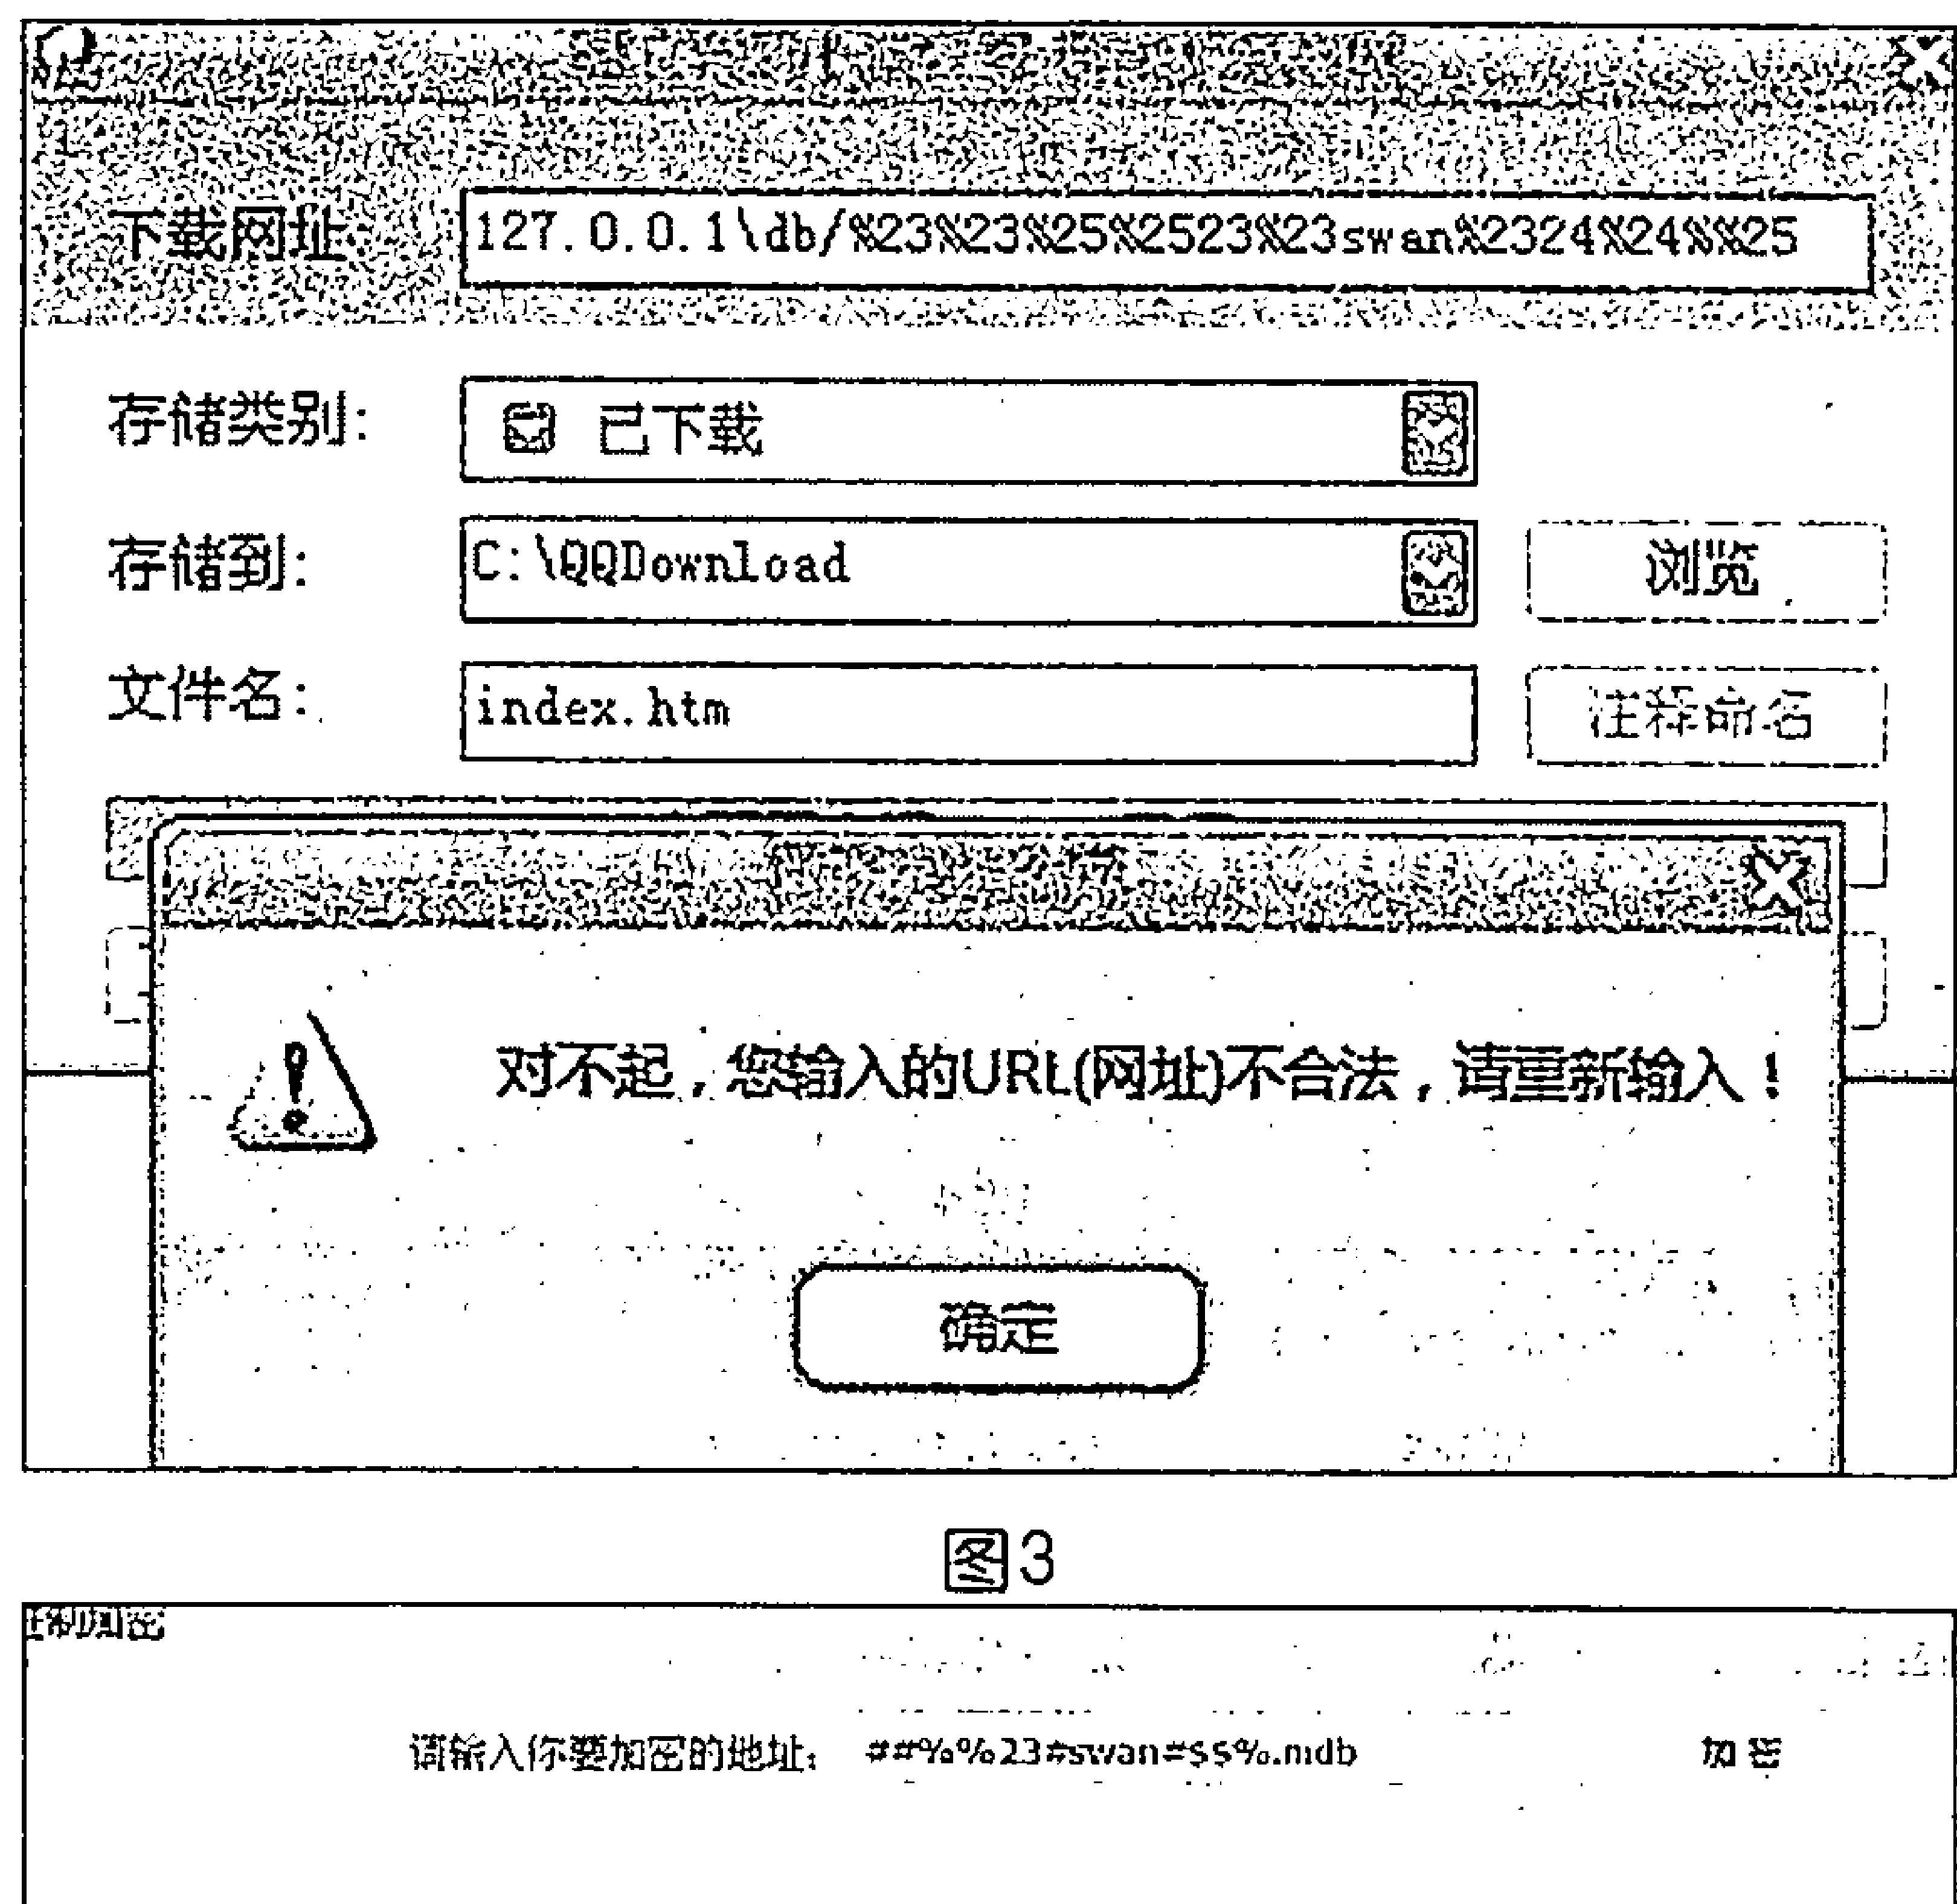 下载网址 127.0.0.1\db/%23%23%25%2523%23swan%2324%24%%25
存储类别: 已下载
存储到: C:\QQDownload 浏览
文件名: index.htm 注释命名
对不起,您输入的URL(网址)不合法,请重新输入!
确定
图3
制加密
请输入你要加密的地址: ##%%23#swan#$$%.mdb 加密